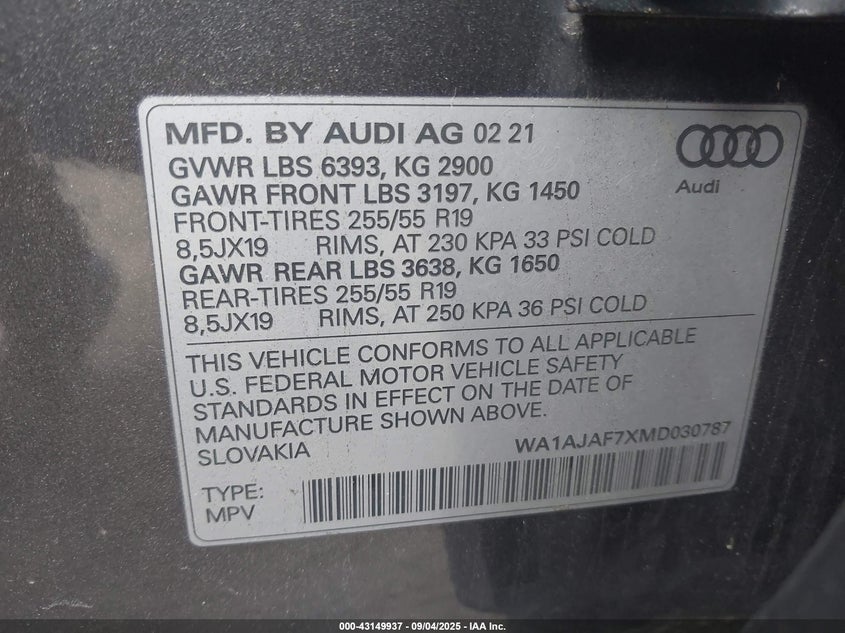 MFD. BY AUDI AG 02 21
GVWR LBS 6393, KG 2900
GAWR FRONT LBS 3197, KG 1450
FRONT-TIRES 255/55 R19
8,5JX19 RIMS, AT 230 KPA 33 PSI COLD
GAWR REAR LBS 3638, KG 1650
REAR-TIRES 255/55 R19
8,5JX19 RIMS, AT 250 KPA 36 PSI COLD
Audi
THIS VEHICLE CONFORMS TO ALL APPLICABLE
U.S. FEDERAL MOTOR VEHICLE SAFETY
STANDARDS IN EFFECT ON THE DATE OF
MANUFACTURE SHOWN ABOVE.
SLOVAKIA
WA1AJAF7XMD030787
TYPE:
MPV
000-43149937 - 09/04/2025 - IAA Inc.